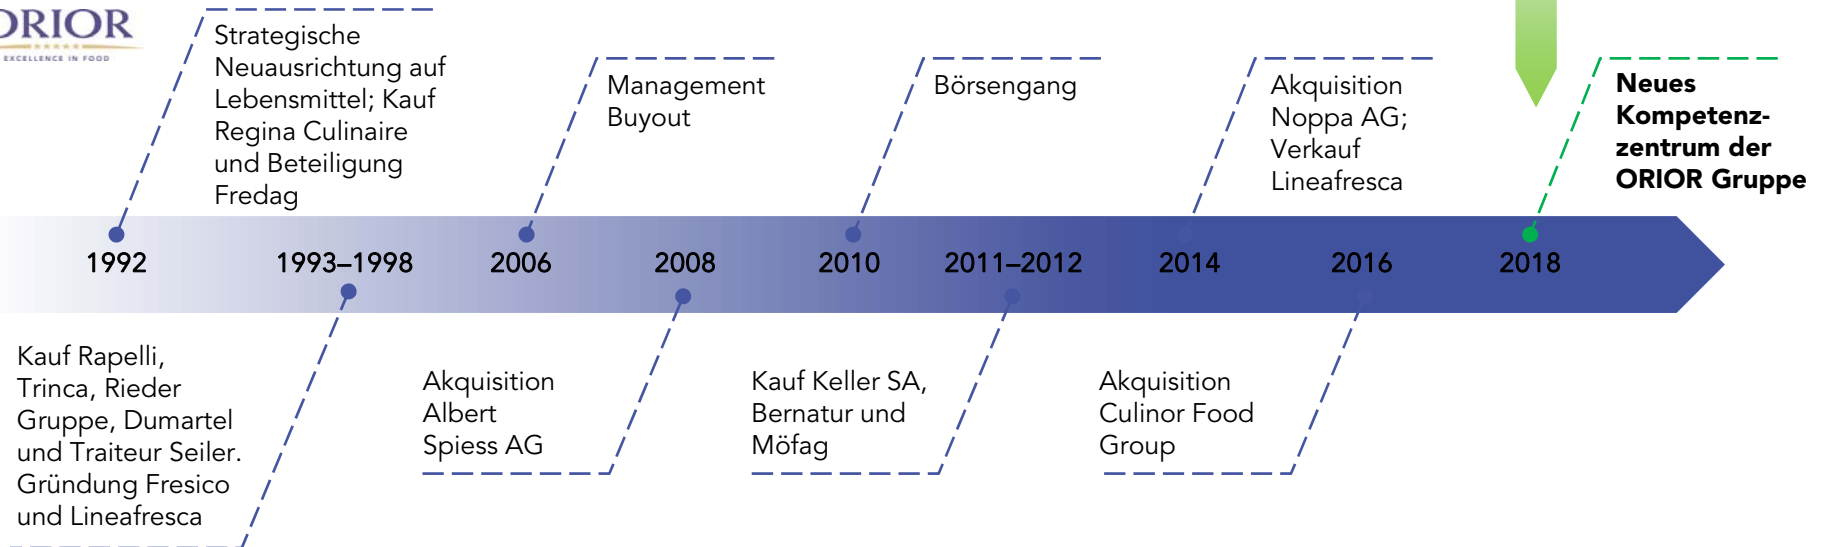 ORIOR
EXCELLENCE IN FOOD
Strategische
Neuausrichtung auf
Lebensmittel; Kauf
Regina Culinaire
und Beteiligung
Fredag
Management
Buyout
Börsengang
Akquisition
Noppa AG;
Verkauf
Lineafresca
Neues
Kompetenz-
zentrum der
ORIOR Gruppe
1992
1993–1998
2006
2008
2010
2011–2012
2014
2016
2018
Kauf Rapelli,
Trinca, Rieder
Gruppe, Dumartel
und Traiteur Seiler.
Gründung Fresico
und Lineafresca
Akquisition
Albert
Spiess AG
Kauf Keller SA,
Bernatur und
Möfag
Akquisition
Culinor Food
Group